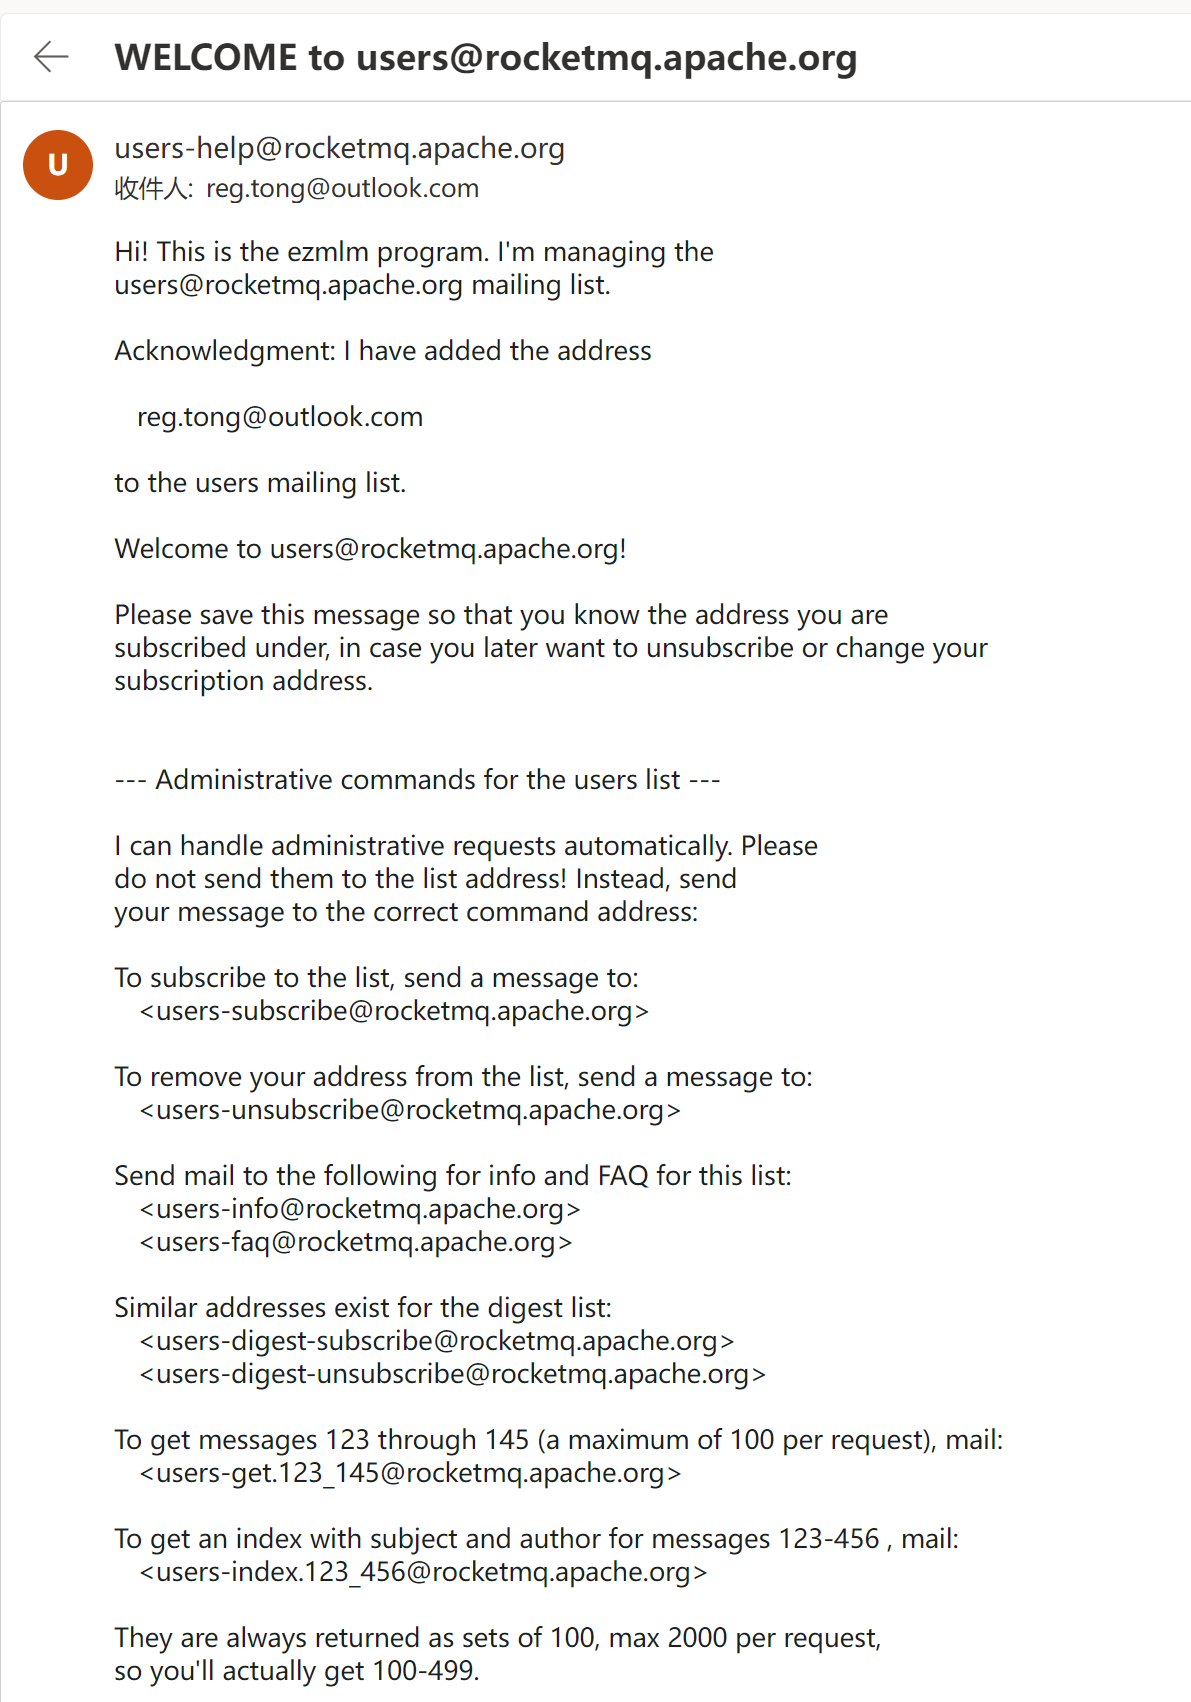 WELCOME to users@rocketmq.apache.org
U
users-help@rocketmq.apache.org
收件人: reg.tong@outlook.com
Hi! This is the ezmlm program. I'm managing the
users@rocketmq.apache.org mailing list.
Acknowledgment: I have added the address
reg.tong@outlook.com
to the users mailing list.
Welcome to users@rocketmq.apache.org!
Please save this message so that you know the address you are
subscribed under, in case you later want to unsubscribe or change your
subscription address.
--- Administrative commands for the users list ---
I can handle administrative requests automatically. Please
do not send them to the list address! Instead, send
your message to the correct command address:
To subscribe to the list, send a message to:
<users-subscribe@rocketmq.apache.org>
To remove your address from the list, send a message to:
<users-unsubscribe@rocketmq.apache.org>
Send mail to the following for info and FAQ for this list:
<users-info@rocketmq.apache.org>
<users-faq@rocketmq.apache.org>
Similar addresses exist for the digest list:
<users-digest-subscribe@rocketmq.apache.org>
<users-digest-unsubscribe@rocketmq.apache.org>
To get messages 123 through 145 (a maximum of 100 per request), mail:
<users-get.123_145@rocketmq.apache.org>
To get an index with subject and author for messages 123-456 , mail:
<users-index.123_456@rocketmq.apache.org>
They are always returned as sets of 100, max 2000 per request,
so you'll actually get 100-499.